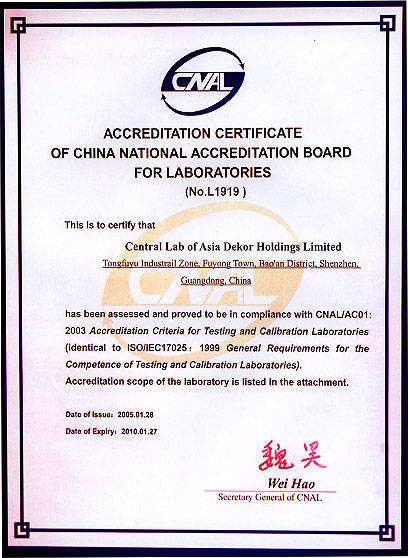 CNAL
ACCREDITATION CERTIFICATE
OF CHINA NATIONAL ACCREDITATION BOARD
FOR LABORATORIES
(No.L1919 )
This is to certify that
Central Lab of Asia Dekor Holdings Limited
Tongfuyu Industrail Zone, Fuyong Town, Bao'an District, Shenzhen,
Guangdong, China
CNAL
has been assessed and proved to be in compliance with CNAL/AC01:
2003 Accreditation Criteria for Testing and Calibration Laboratories
(identical to ISO/IEC17025: 1999 General Requirements for the
Competence of Testing and Calibration Laboratories).
Accreditation scope of the laboratory is listed in the attachment.
Date of Issue: 2005.01.28
Date of Expiry: 2010.01.27
魏昊
Wei Hao
Secretary General of CNAL